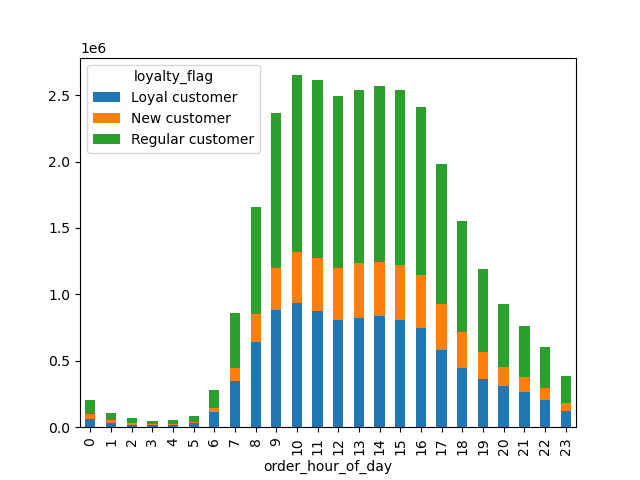 1e6
loyalty_flag
Loyal customer
New customer
Regular customer
2.5
2.0
1.5
1.0
0.5
0.0
0 1 2 3 4 5 6 7 8 9 10 11 12 13 14 15 16 17 18 19 20 21 22 23
order_hour_of_day